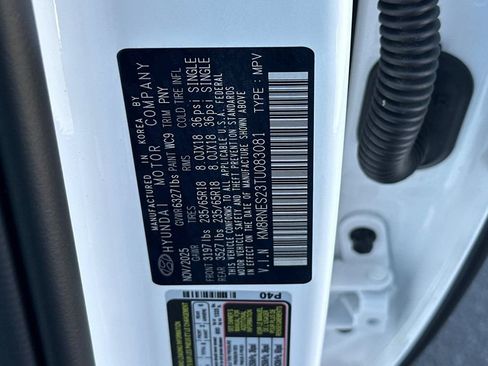 MANUFACTURED IN KOREA BY
HYUNDAI MOTOR COMPANY
NOV/2025 GVWR 6327lbs PAINT WC9 TRIM PNY
GAWR TIRES RIMS COLD TIRE INFL
FRONT 3197lbs 235/65R18 8.0JX18 36psi SINGLE
REAR 3527lbs 235/65R18 8.0JX18 36psi SINGLE
THIS VEHICLE CONFORMS TO ALL APPLICABLE U.S.A. FEDERAL
MOTOR VEHICLE SAFETY AND THEFT PREVENTION STANDARDS
IN EFFECT ON THE DATE OF MANUFACTURE SHOWN ABOVE
V.I.N KM8RNES23TU083081 TYPE : MPV
P40